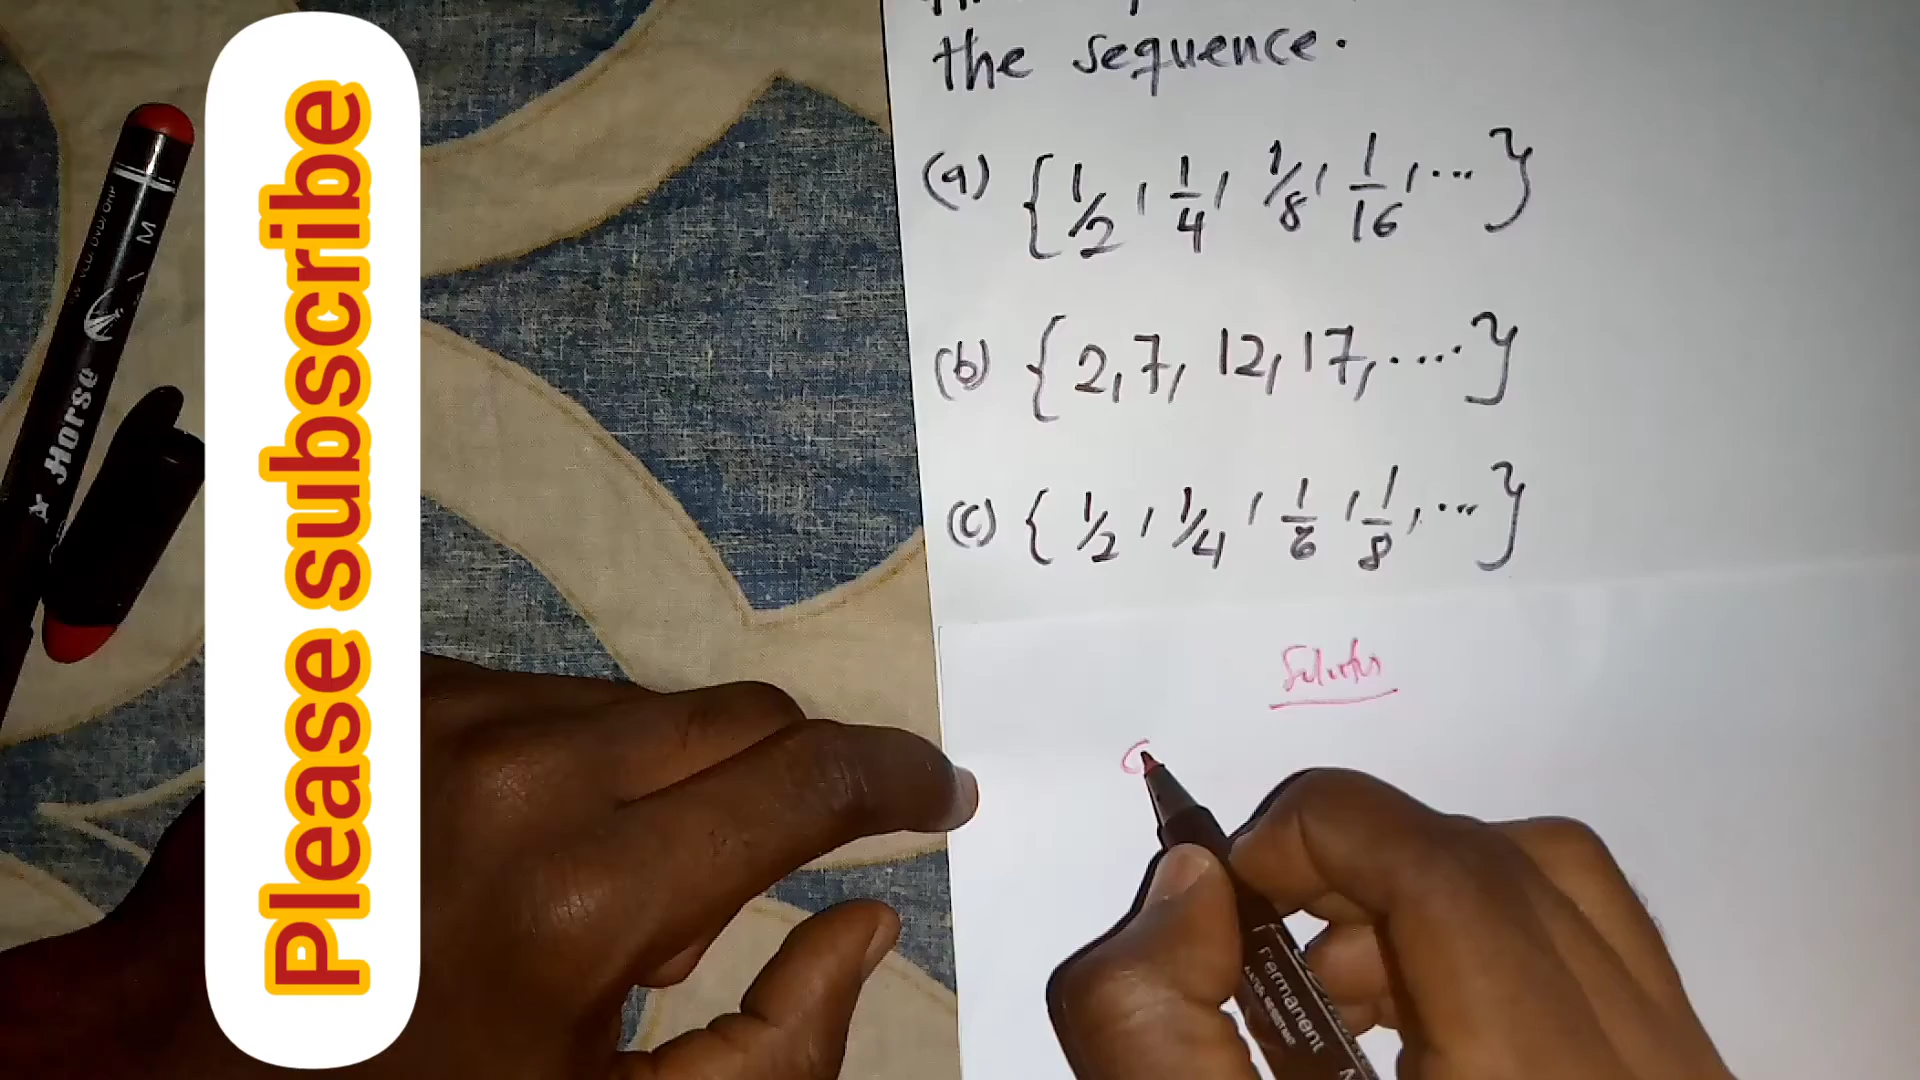 Please subscribe
the sequence.
(a) { 1/2, 1/4, 1/8, 1/16, ... }
(b) { 2, 7, 12, 17, .... }
(c) { 1/2, 1/4, 1/6, 1/8, ... }
Horse
M
Permanent